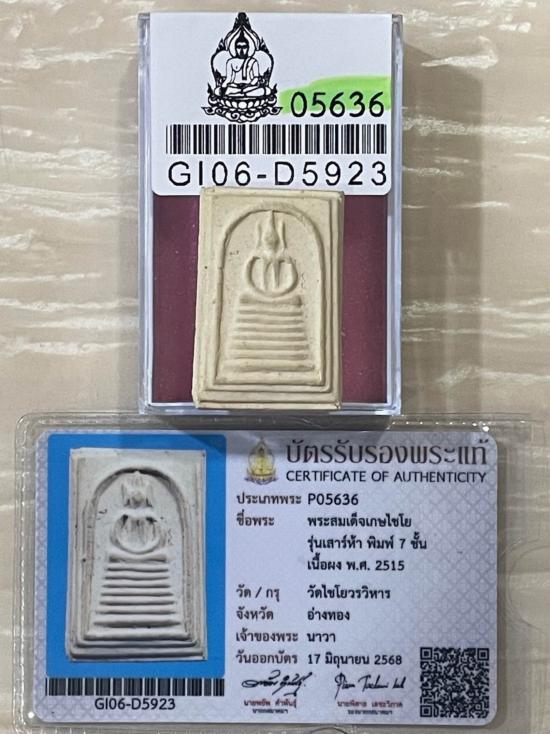 05636
GI06-D5923
บัตรรับรองพระแท้
CERTIFICATE OF AUTHENTICITY
ประเภทพระ P05636
ชื่อพระ พระสมเด็จเกษไชโย
รุ่นเสาร์ห้า พิมพ์ 7 ชั้น
เนื้อผง พ.ศ. 2515
วัด / กรุ วัดไชโยวรวิหาร
จังหวัด อ่างทอง
เจ้าของพระ นาวา
วันออกบัตร 17 มิถุนายน 2568
GI06-D5923